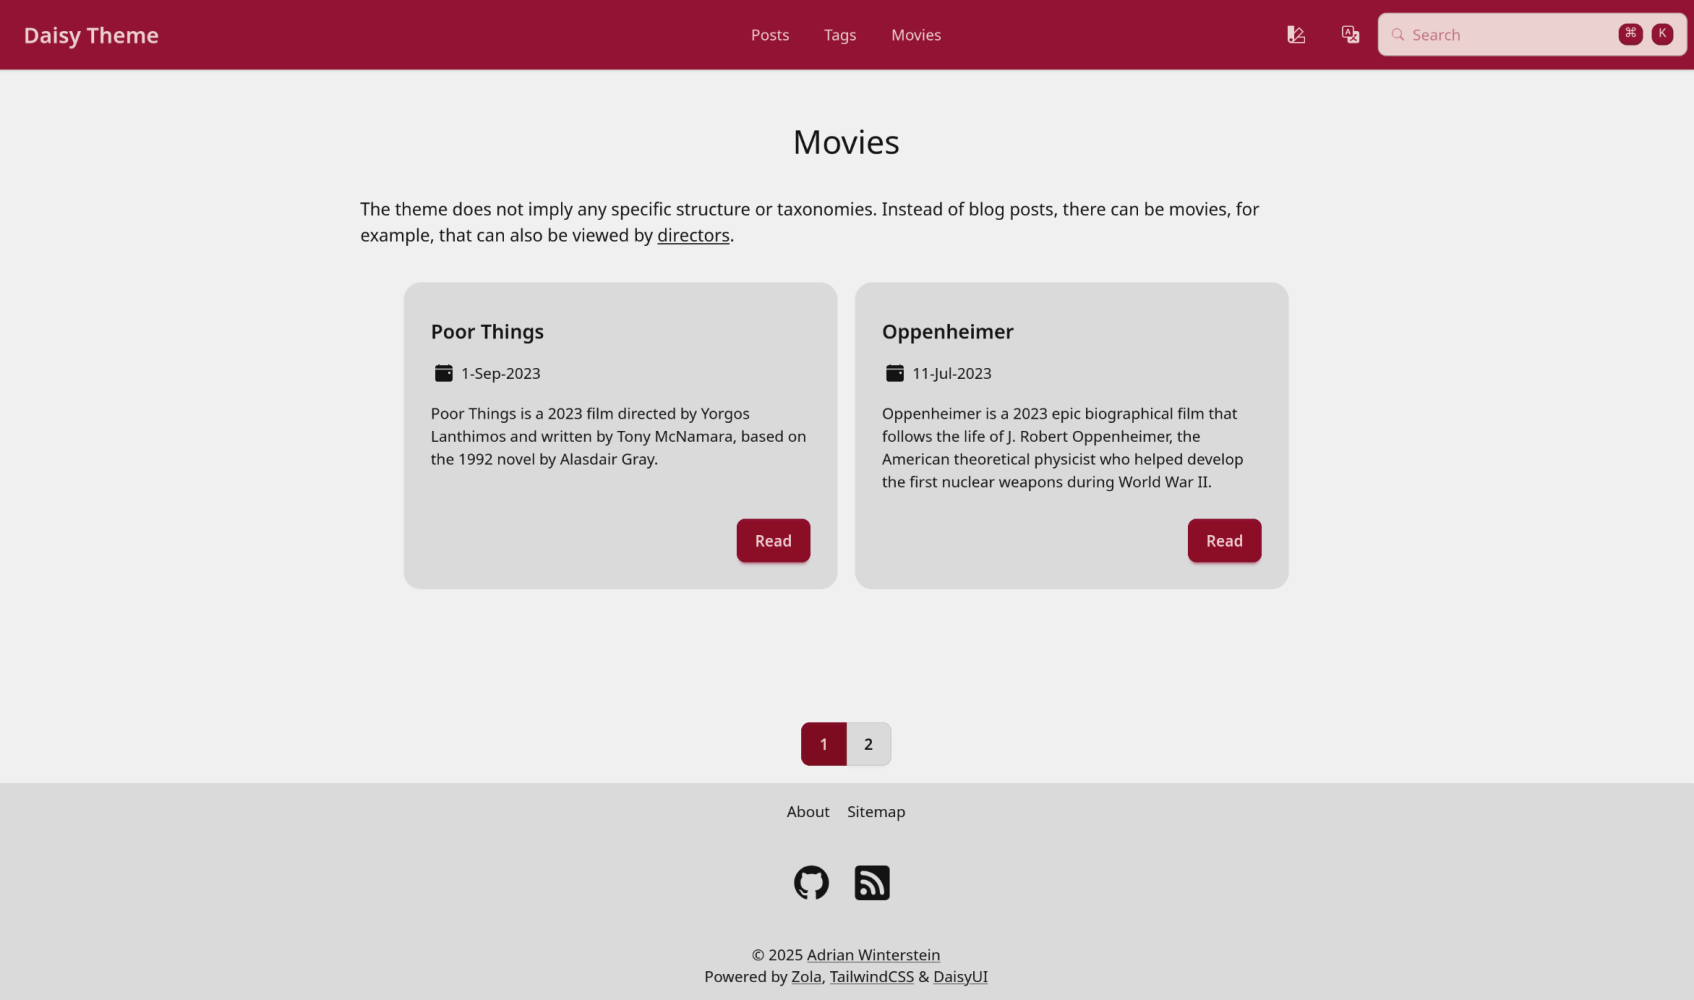 Daisy Theme
Posts
Tags
Movies
Search
⌘
K
Movies
The theme does not imply any specific structure or taxonomies. Instead of blog posts, there can be movies, for
example, that can also be viewed by directors.
Poor Things
1-Sep-2023
Poor Things is a 2023 film directed by Yorgos
Lanthimos and written by Tony McNamara, based on
the 1992 novel by Alasdair Gray.
Read
Oppenheimer
11-Jul-2023
Oppenheimer is a 2023 epic biographical film that
follows the life of J. Robert Oppenheimer, the
American theoretical physicist who helped develop
the first nuclear weapons during World War II.
Read
1
2
About
Sitemap
© 2025 Adrian Winterstein
Powered by Zola, TailwindCSS & DaisyUI